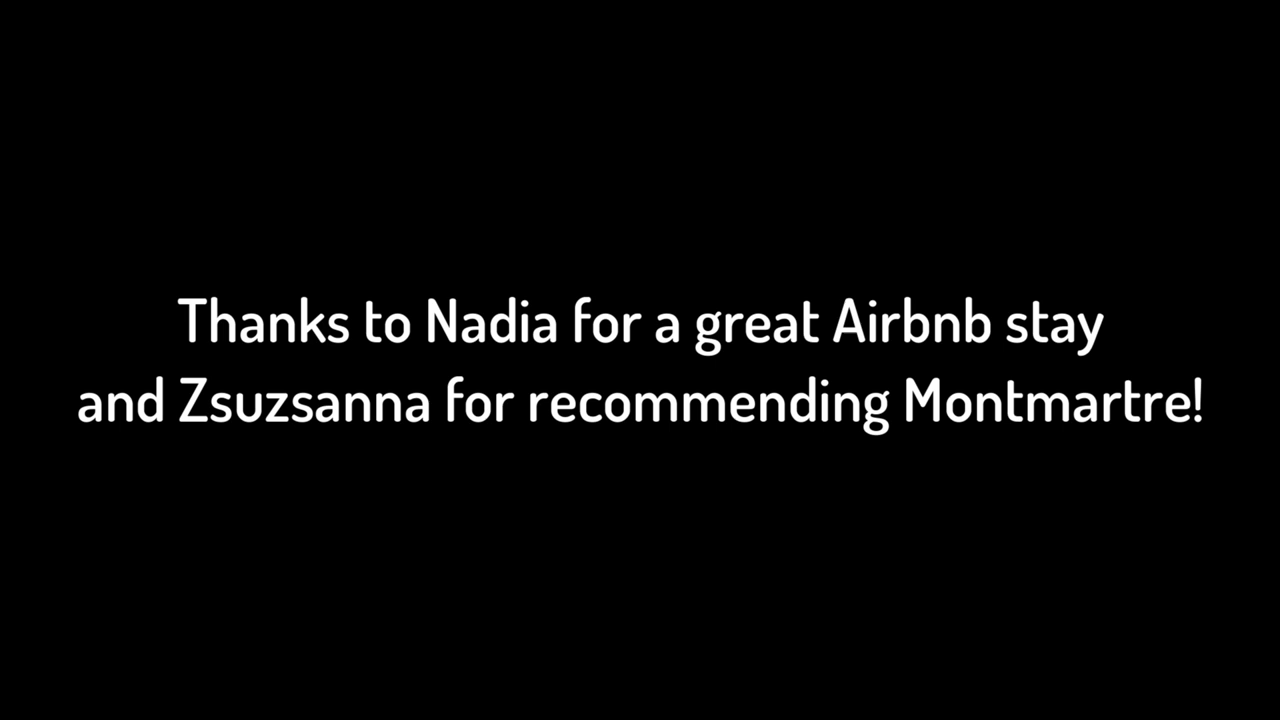 Thanks to Nadia for a great Airbnb stay
and Zsuzsanna for recommending Montmartre!